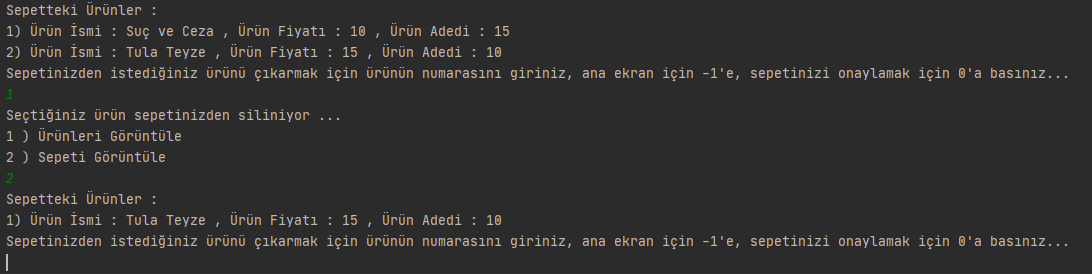 Sepetteki Ürünler :
1) Ürün İsmi : Suç ve Ceza , Ürün Fiyatı : 10 , Ürün Adedi : 15
2) Ürün İsmi : Tula Teyze , Ürün Fiyatı : 15 , Ürün Adedi : 10
Sepetinizden istediğiniz ürünü çıkarmak için ürünün numarasını giriniz, ana ekran için -1'e, sepetinizi onaylamak için 0'a basınız...
1
Seçtiğiniz ürün sepetinizden siliniyor ...
1 ) Ürünleri Görüntüle
2 ) Sepeti Görüntüle
2
Sepetteki Ürünler :
1) Ürün İsmi : Tula Teyze , Ürün Fiyatı : 15 , Ürün Adedi : 10
Sepetinizden istediğiniz ürünü çıkarmak için ürünün numarasını giriniz, ana ekran için -1'e, sepetinizi onaylamak için 0'a basınız...